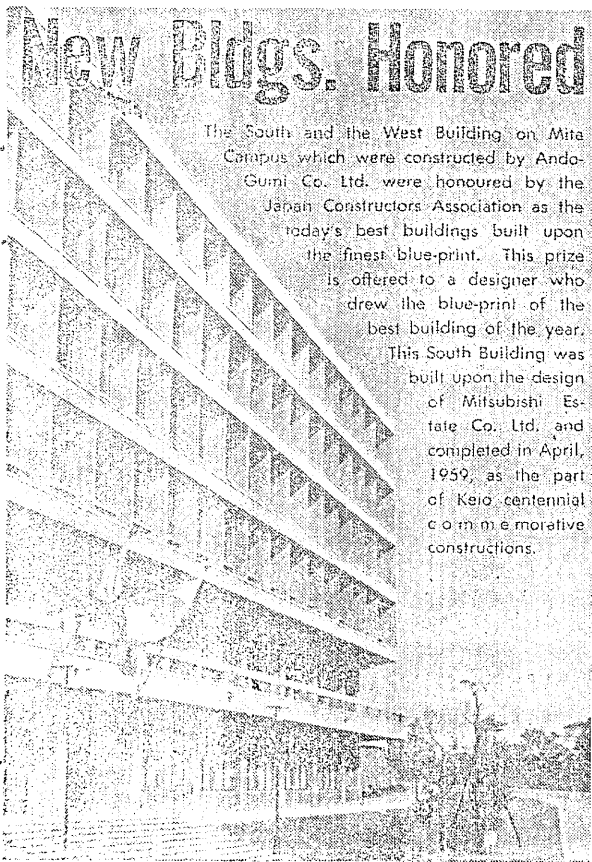 New Bldgs. Honored
The South and the West Building on Mita
Campus which were constructed by Ando-
Gumi Co. Ltd. were honoured by the
Japan Constructors Association as the
today's best buildings built upon
the finest blue-print. This prize
is offered to a designer who
drew the blue-print of the
best building of the year.
This South Building was
built upon the design
of Mitsubishi Es-
tate Co. Ltd. and
completed in April,
1959, as the part
of Keio centennial
commemorative
constructions.